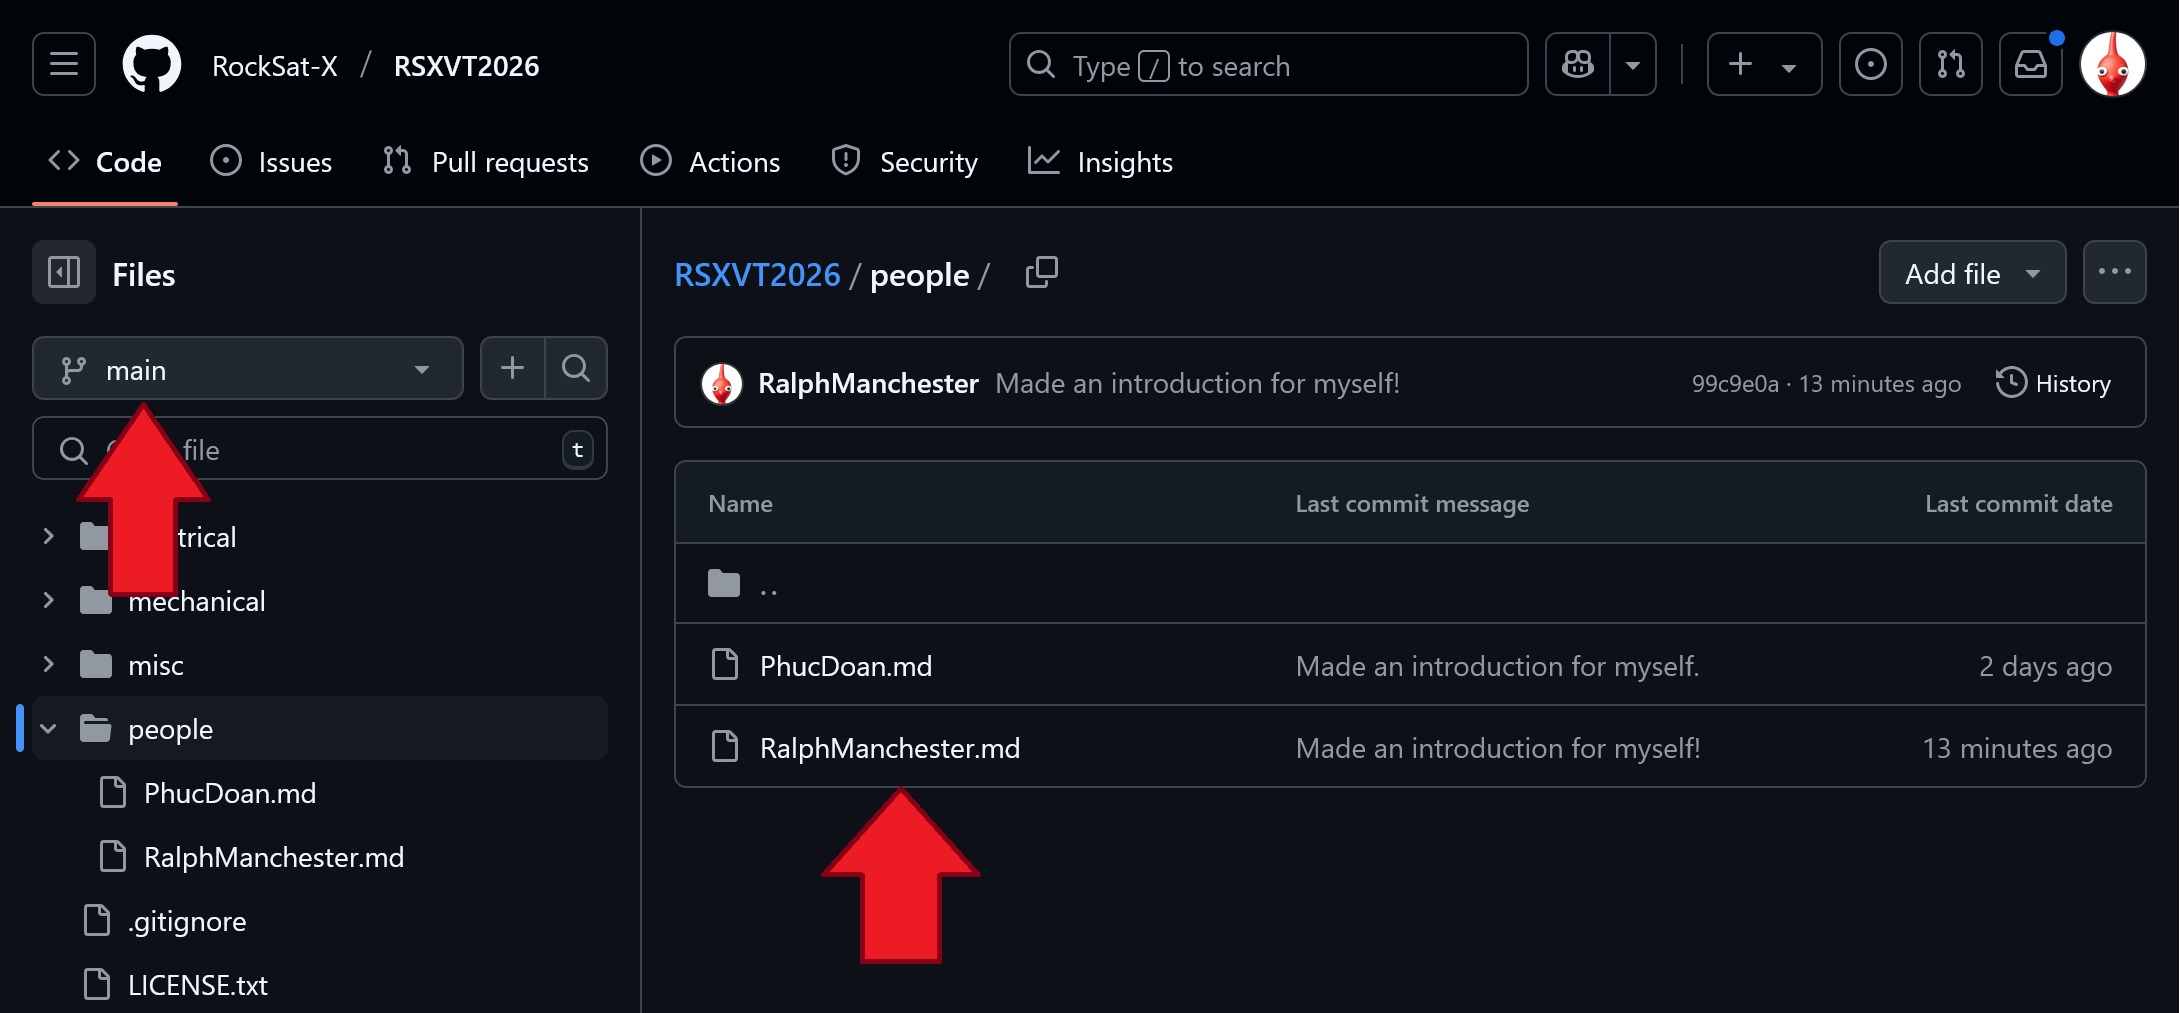 RockSat-X / RSXVT2026
Type / to search
Code
Issues
Pull requests
Actions
Security
Insights
Files
main
file
t
trical
mechanical
misc
people
PhucDoan.md
RalphManchester.md
.gitignore
LICENSE.txt
RSXVT2026 / people /
Add file
RalphManchester Made an introduction for myself! 99c9e0a · 13 minutes ago History
Name Last commit message Last commit date
..
PhucDoan.md Made an introduction for myself. 2 days ago
RalphManchester.md Made an introduction for myself! 13 minutes ago